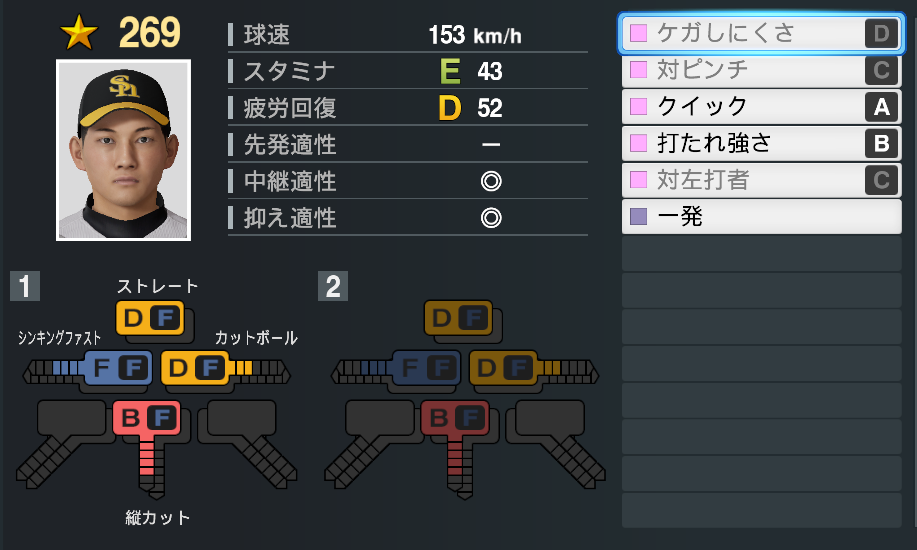 269
球速 153 km/h
スタミナ E 43
疲労回復 D 52
先発適性 ー
中継適性 ◎
抑え適性 ◎
SH
ケガしにくさ D
対ピンチ C
クイック A
打たれ強さ B
対左打者 C
一発
1
ストレート
D F
シンキングファスト
F F
カットボール
D F
B F
縦カット
2
D F
F F
D F
B F